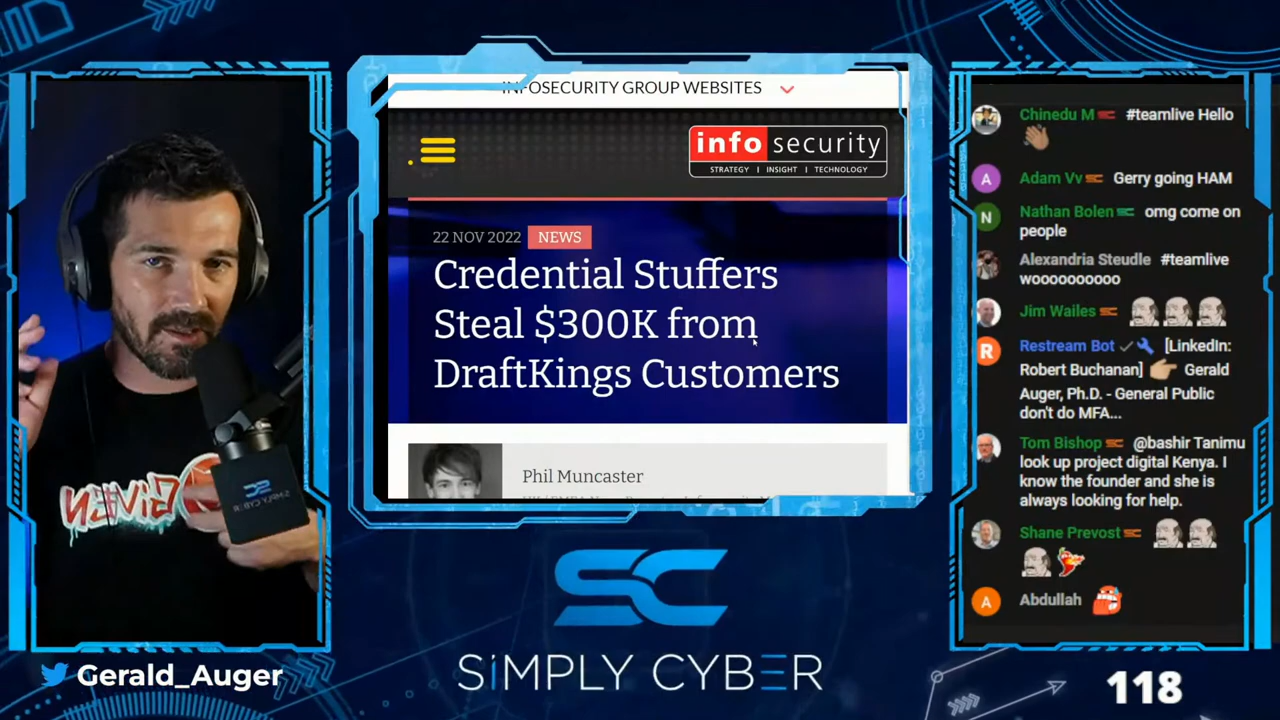 INFOSECURITY GROUP WEBSITES
info security
STRATEGY | INSIGHT | TECHNOLOGY
22 NOV 2022 NEWS
Credential Stuffers
Steal $300K from
DraftKings Customers
Phil Muncaster
SC
SIMPLY CYBER
SC
SIMPLY CYBER
Gerald_Auger
Chinedu M #teamlive Hello
Adam Vv Gerry going HAM
Nathan Bolen omg come on
people
Alexandria Steudle #teamlive
woooooooooo
Jim Wailes
Restream Bot [LinkedIn:
Robert Buchanan] Gerald
Auger, Ph.D. - General Public
don't do MFA...
Tom Bishop @bashir Tanimu
look up project digital Kenya. I
know the founder and she is
always looking for help.
Shane Prevost
Abdullah
118